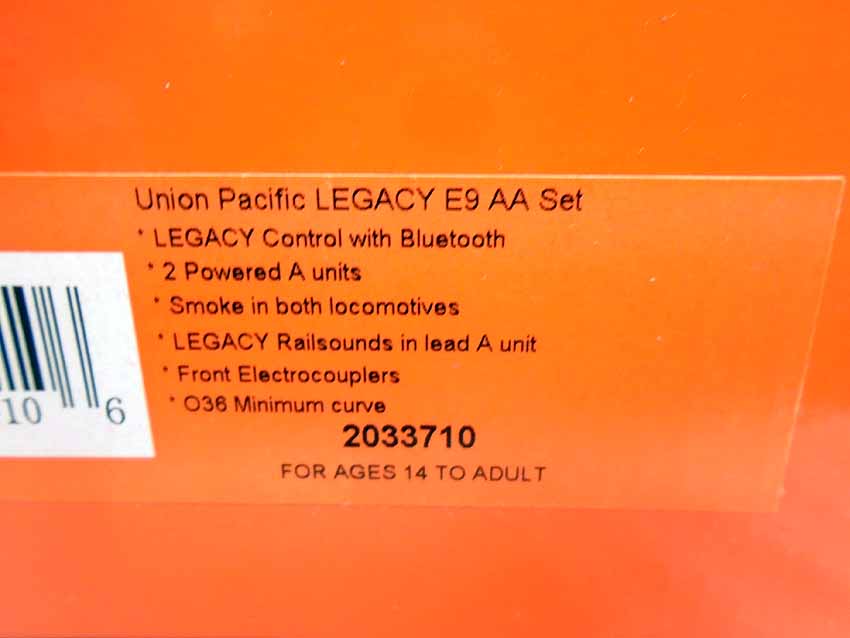 Union Pacific LEGACY E9 AA Set
* LEGACY Control with Bluetooth
* 2 Powered A units
* Smoke in both locomotives
* LEGACY Railsounds in lead A unit
* Front Electrocouplers
* O36 Minimum curve
2033710
FOR AGES 14 TO ADULT
10 6